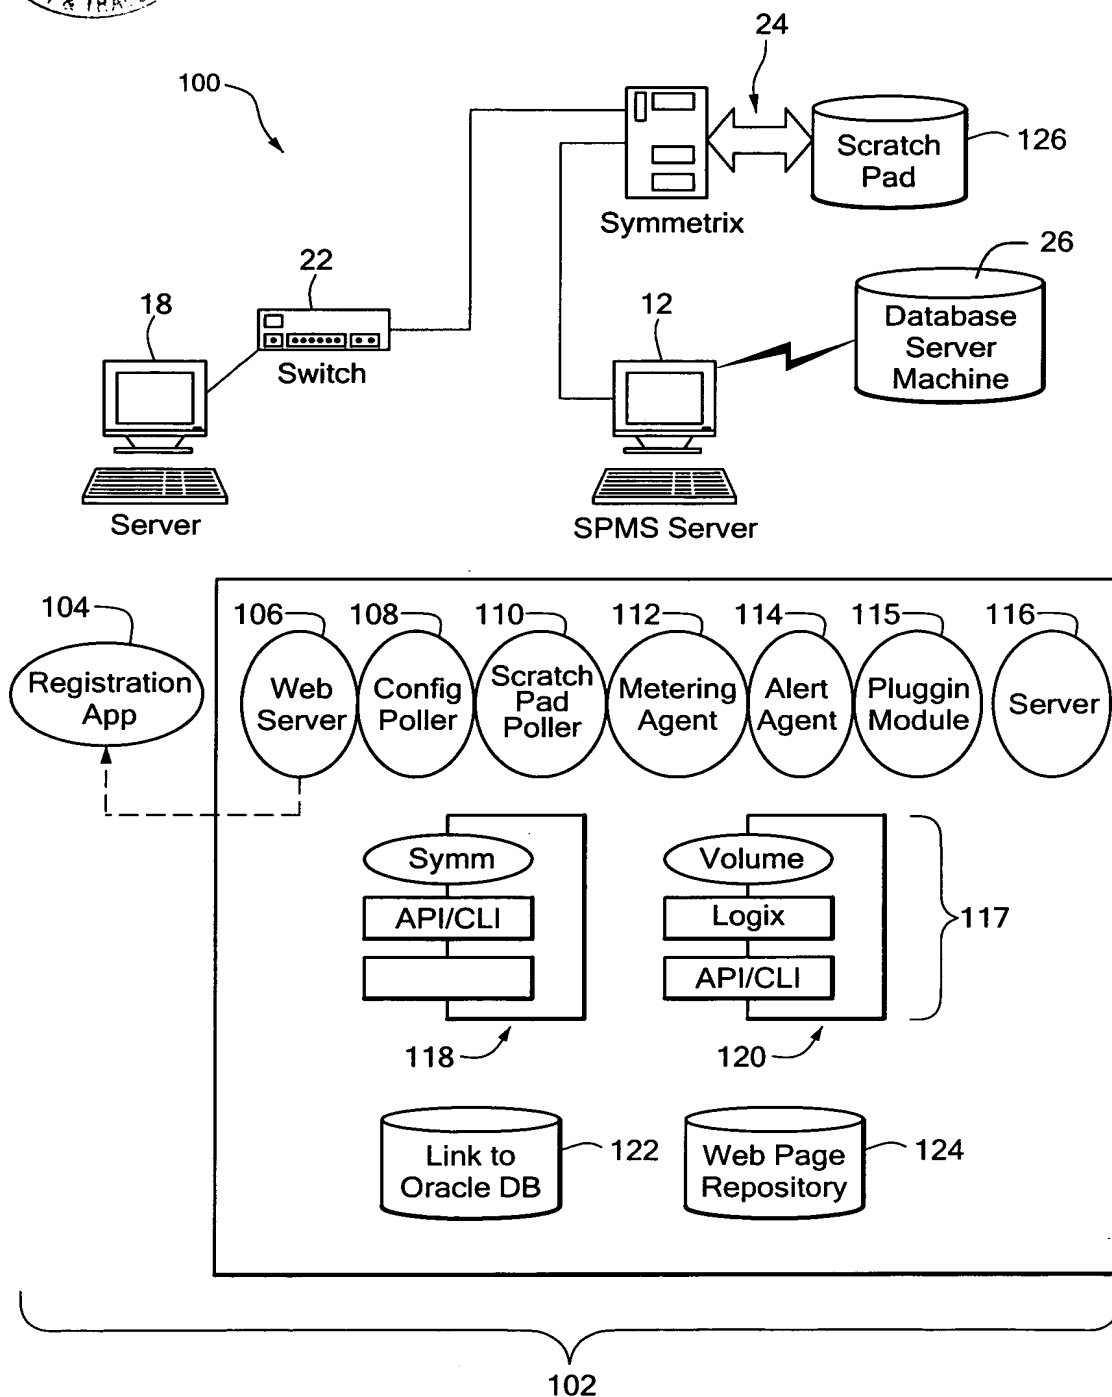 24
100
Scratch
Pad
126
Symmetrix
22
26
18
12
Database
Server
Machine
Switch
Server
SPMS Server
104
106
108
110
112
114
115
116
Registration
App
Web
Server
Config
Poller
Scratch
Pad
Poller
Metering
Agent
Alert
Agent
Pluggin
Module
Server
Symm
API/CLI
Volume
Logix
API/CLI
117
118
120
Link to
Oracle DB
122
Web Page
Repository
124
102